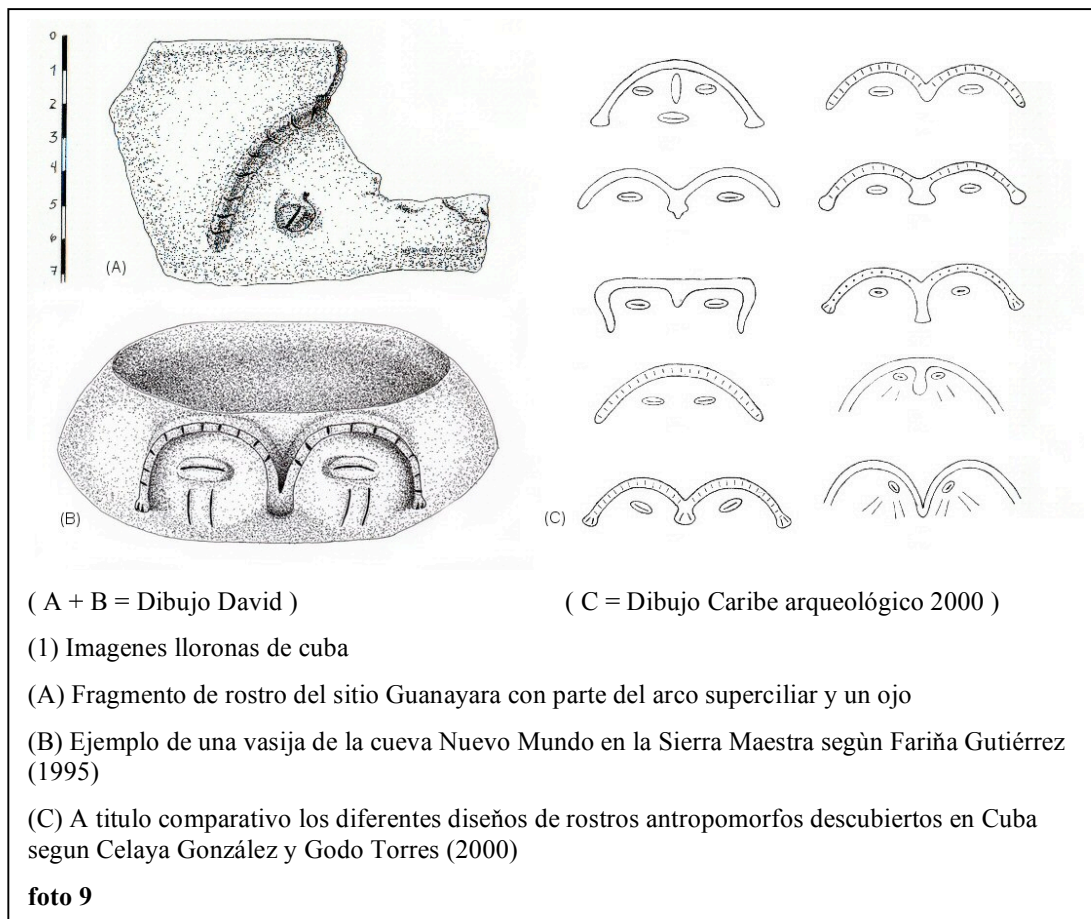 0
1
2
3
4
5
6
7
(A)
(B)
(C)
( A + B = Dibujo David ) ( C = Dibujo Caribe arqueológico 2000 )
(1) Imagenes lloronas de cuba
(A) Fragmento de rostro del sitio Guanayara con parte del arco superciliar y un ojo
(B) Ejemplo de una vasija de la cueva Nuevo Mundo en la Sierra Maestra segùn Fariňa Gutiérrez
(1995)
(C) A titulo comparativo los diferentes diseňos de rostros antropomorfos descubiertos en Cuba
segun Celaya González y Godo Torres (2000)
foto 9